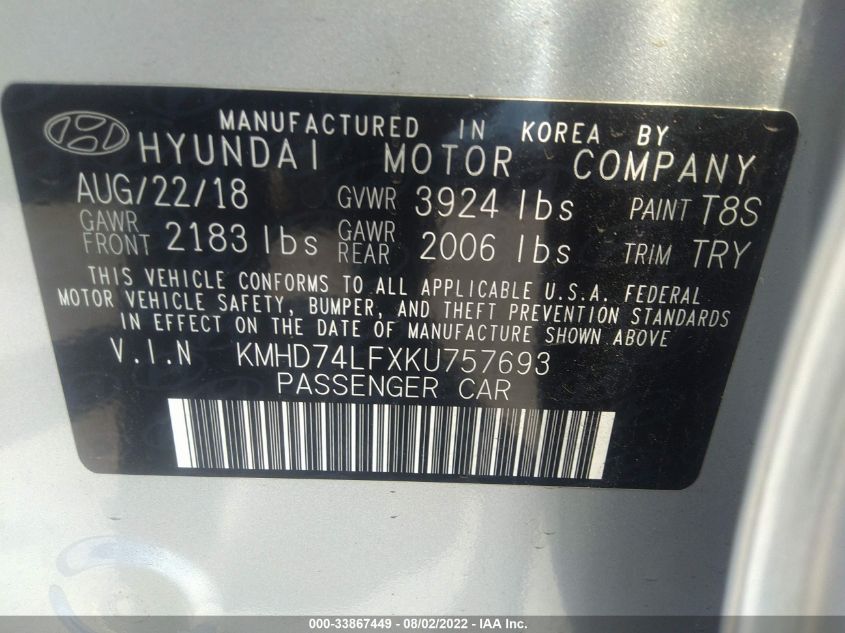 MANUFACTURED IN KOREA BY
HYUNDAI MOTOR COMPANY
AUG/22/18 GVWR 3924 lbs PAINT T8S
GAWR FRONT 2183 lbs GAWR REAR 2006 lbs TRIM TRY
THIS VEHICLE CONFORMS TO ALL APPLICABLE U.S.A. FEDERAL
MOTOR VEHICLE SAFETY, BUMPER, AND THEFT PREVENTION STANDARDS
IN EFFECT ON THE DATE OF MANUFACTURE SHOWN ABOVE
V.I.N KMHD74LFXKU757693
PASSENGER CAR
000-33867449 - 08/02/2022 - IAA Inc.